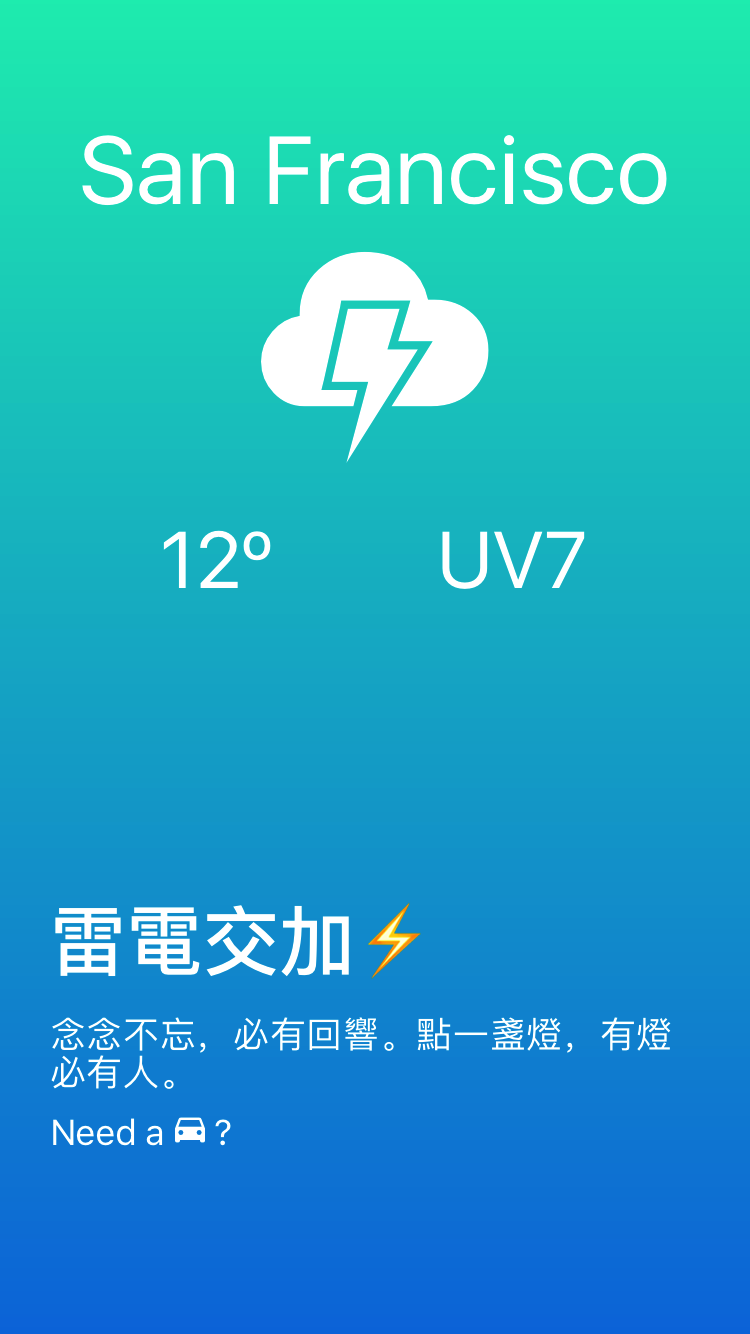 San Francisco
12º UV7
雷電交加⚡
念念不忘，必有回響。點一盞燈，有燈
必有人。
Need a 🚘 ?